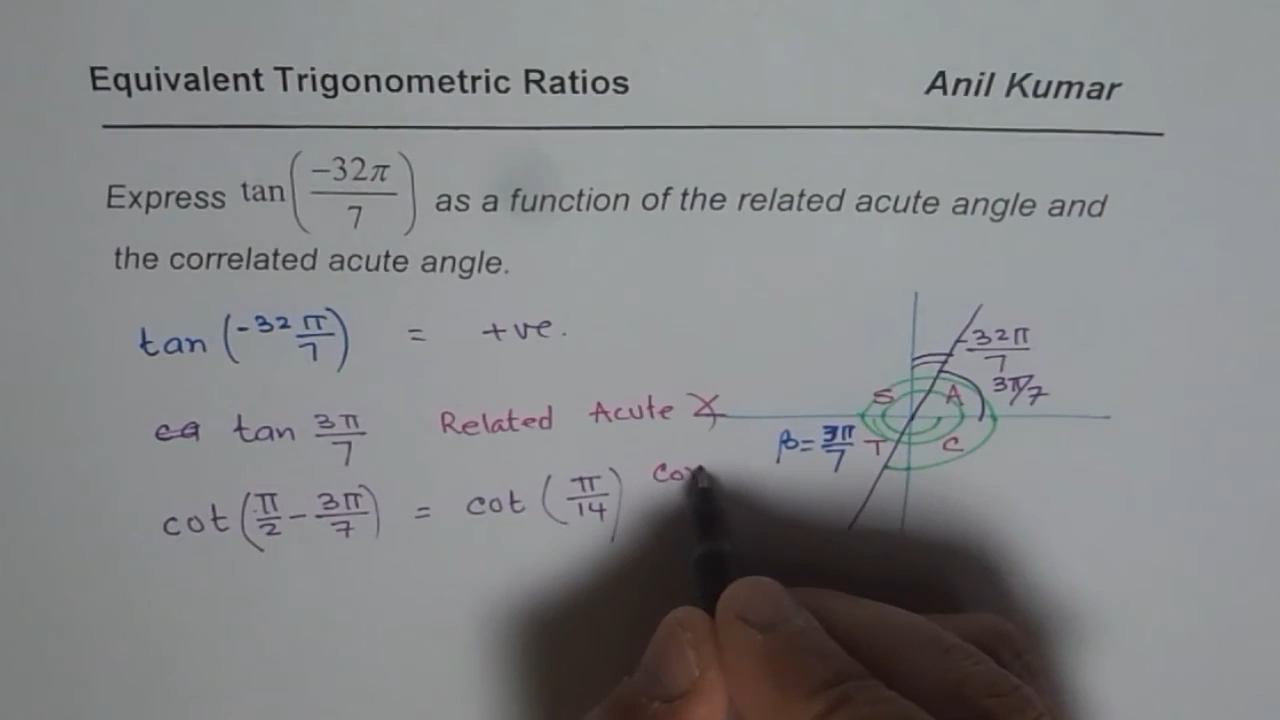 Equivalent Trigonometric Ratios Anil Kumar
Express tan(-32π/7) as a function of the related acute angle and
the correlated acute angle.
tan(-32π/7) = +ve.
-32π/7
3π/7
S A
tan 3π/7 Related Acute ∡
β=3π/7 T C
cot(π/2 - 3π/7) = cot(π/14)